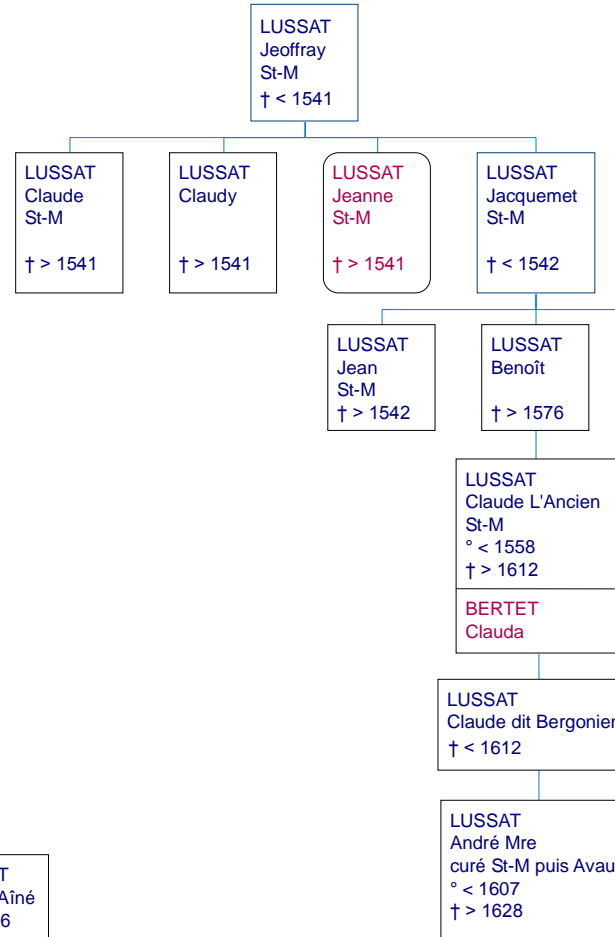 LUSSAT
Jeoffray
St-M
† < 1541
LUSSAT
Claude
St-M
† > 1541
LUSSAT
Claudy
† > 1541
LUSSAT
Jeanne
St-M
† > 1541
LUSSAT
Jacquemet
St-M
† < 1542
LUSSAT
Jean
St-M
† > 1542
LUSSAT
Benoît
† > 1576
LUSSAT
Claude L'Ancien
St-M
° < 1558
† > 1612
BERTET
Clauda
LUSSAT
Claude dit Bergonier
† < 1612
LUSSAT
André Mre
curé St-M puis Avau
° < 1607
† > 1628
T
Aîné
6